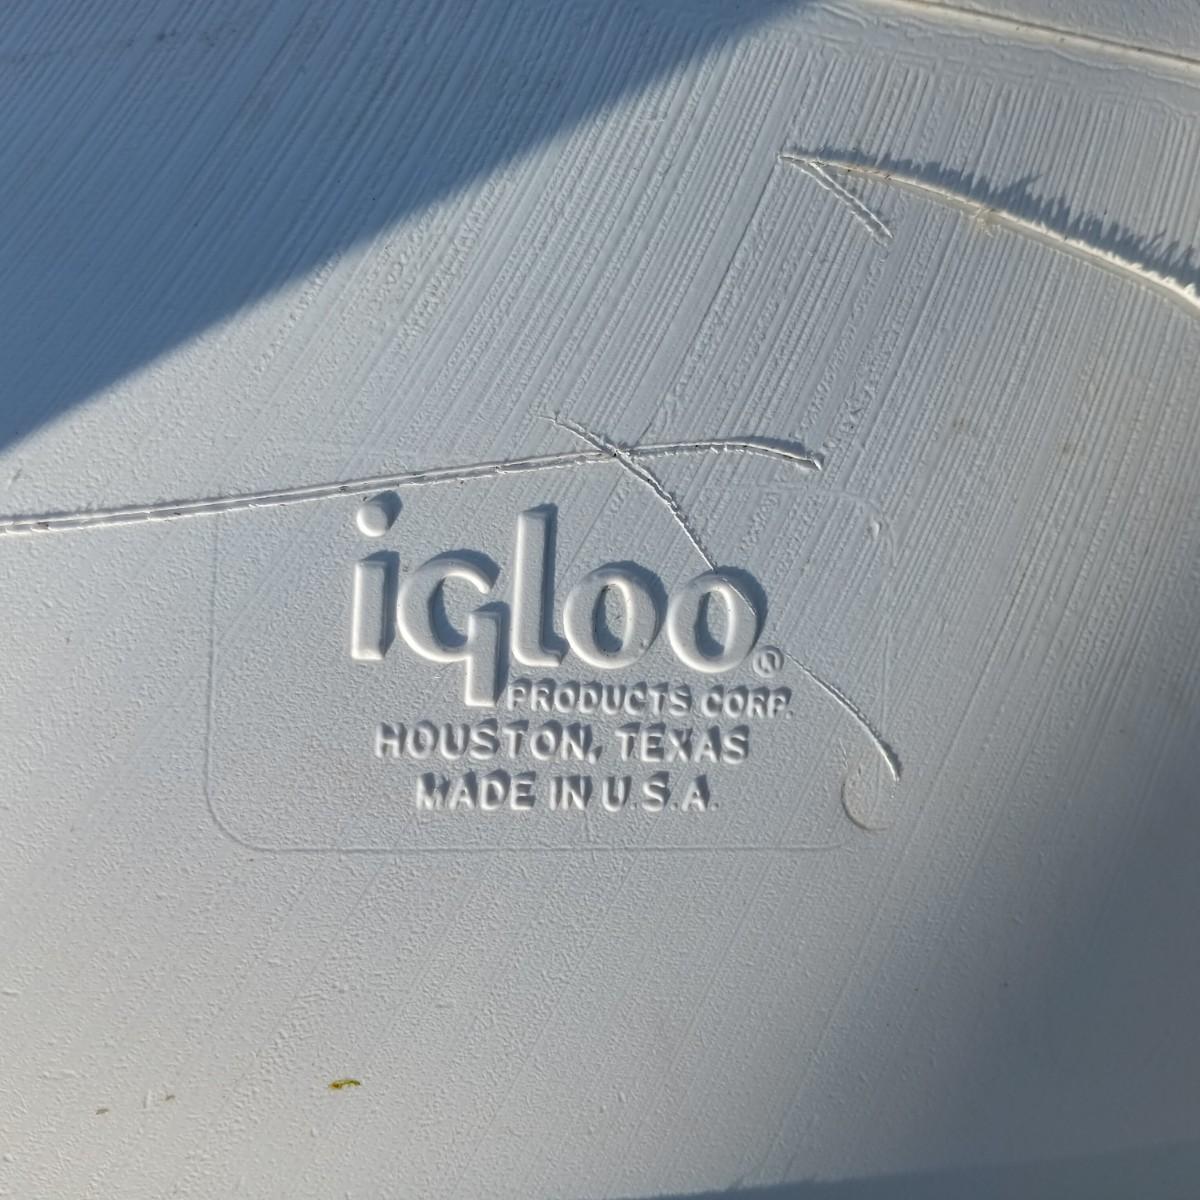 igloo®
PRODUCTS CORP.
HOUSTON, TEXAS
MADE IN U.S.A.